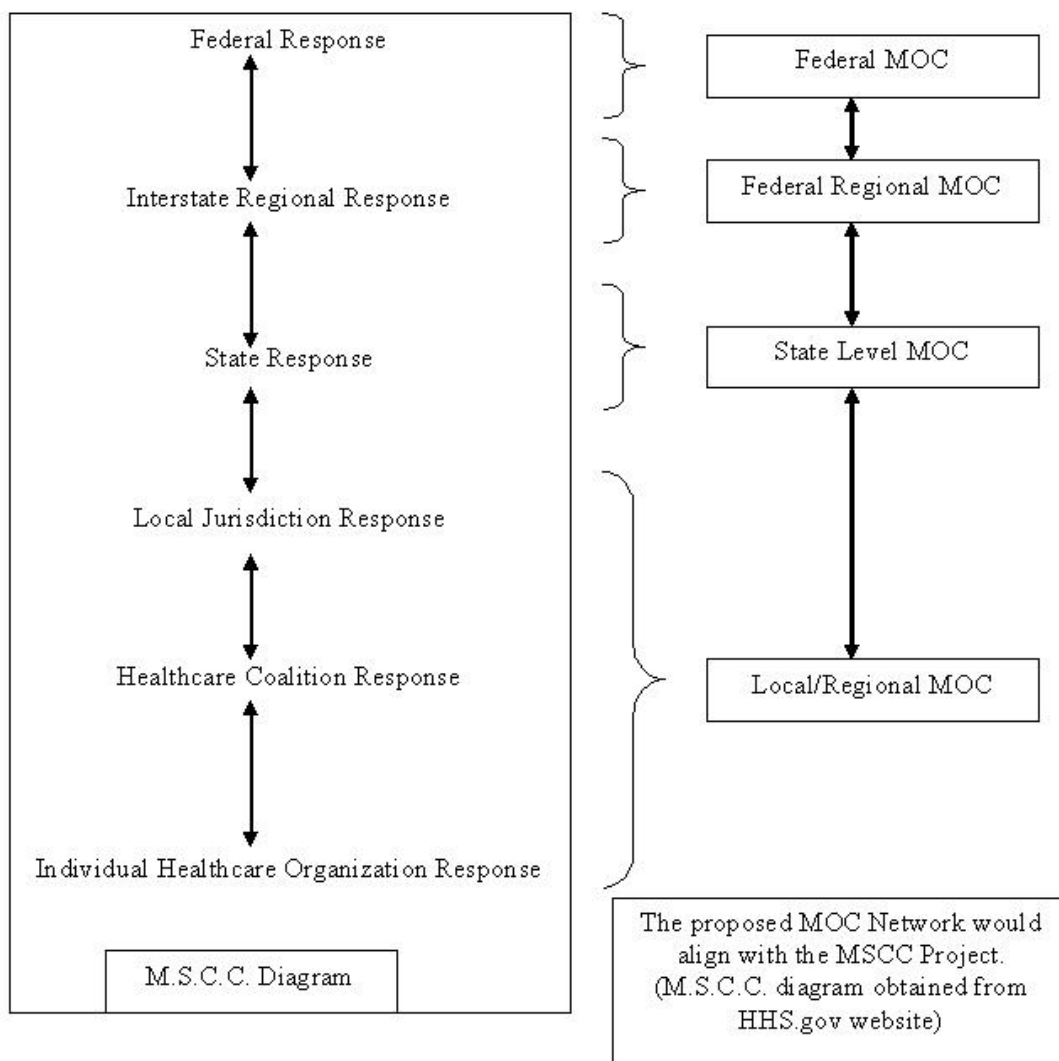 Federal Response
Interstate Regional Response
State Response
Local Jurisdiction Response
Healthcare Coalition Response
Individual Healthcare Organization Response
M.S.C.C. Diagram
Federal MOC
Federal Regional MOC
State Level MOC
Local/Regional MOC
The proposed MOC Network would
align with the MSCC Project.
(M.S.C.C. diagram obtained from
HHS.gov website)